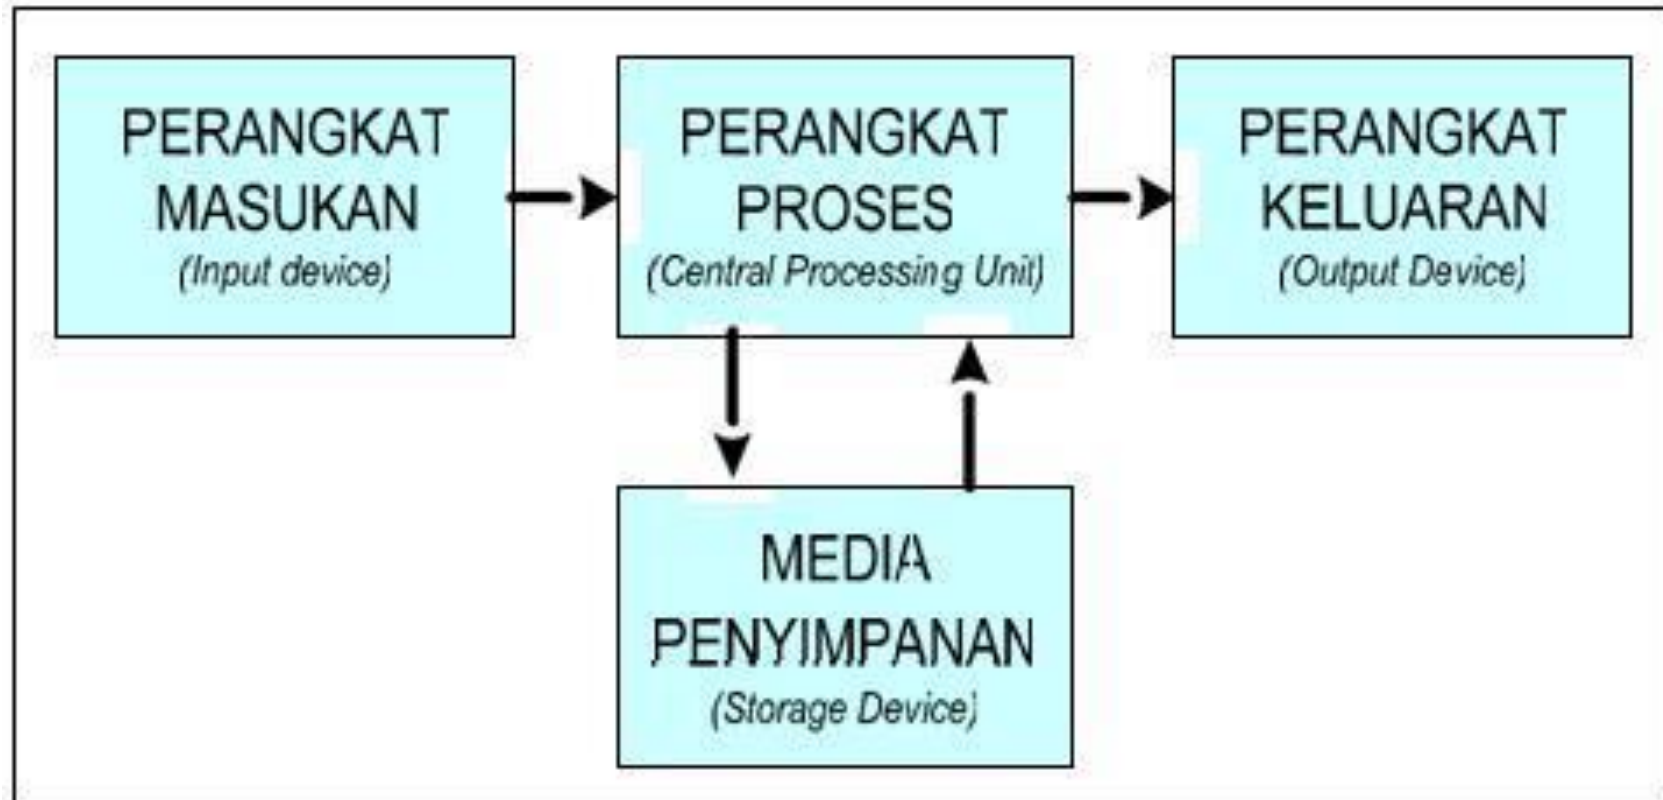 PERANGKAT
MASUKAN
(Input device)
PERANGKAT
PROSES
(Central Processing Unit)
PERANGKAT
KELUARAN
(Output Device)
MEDIA
PENYIMPANAN
(Storage Device)